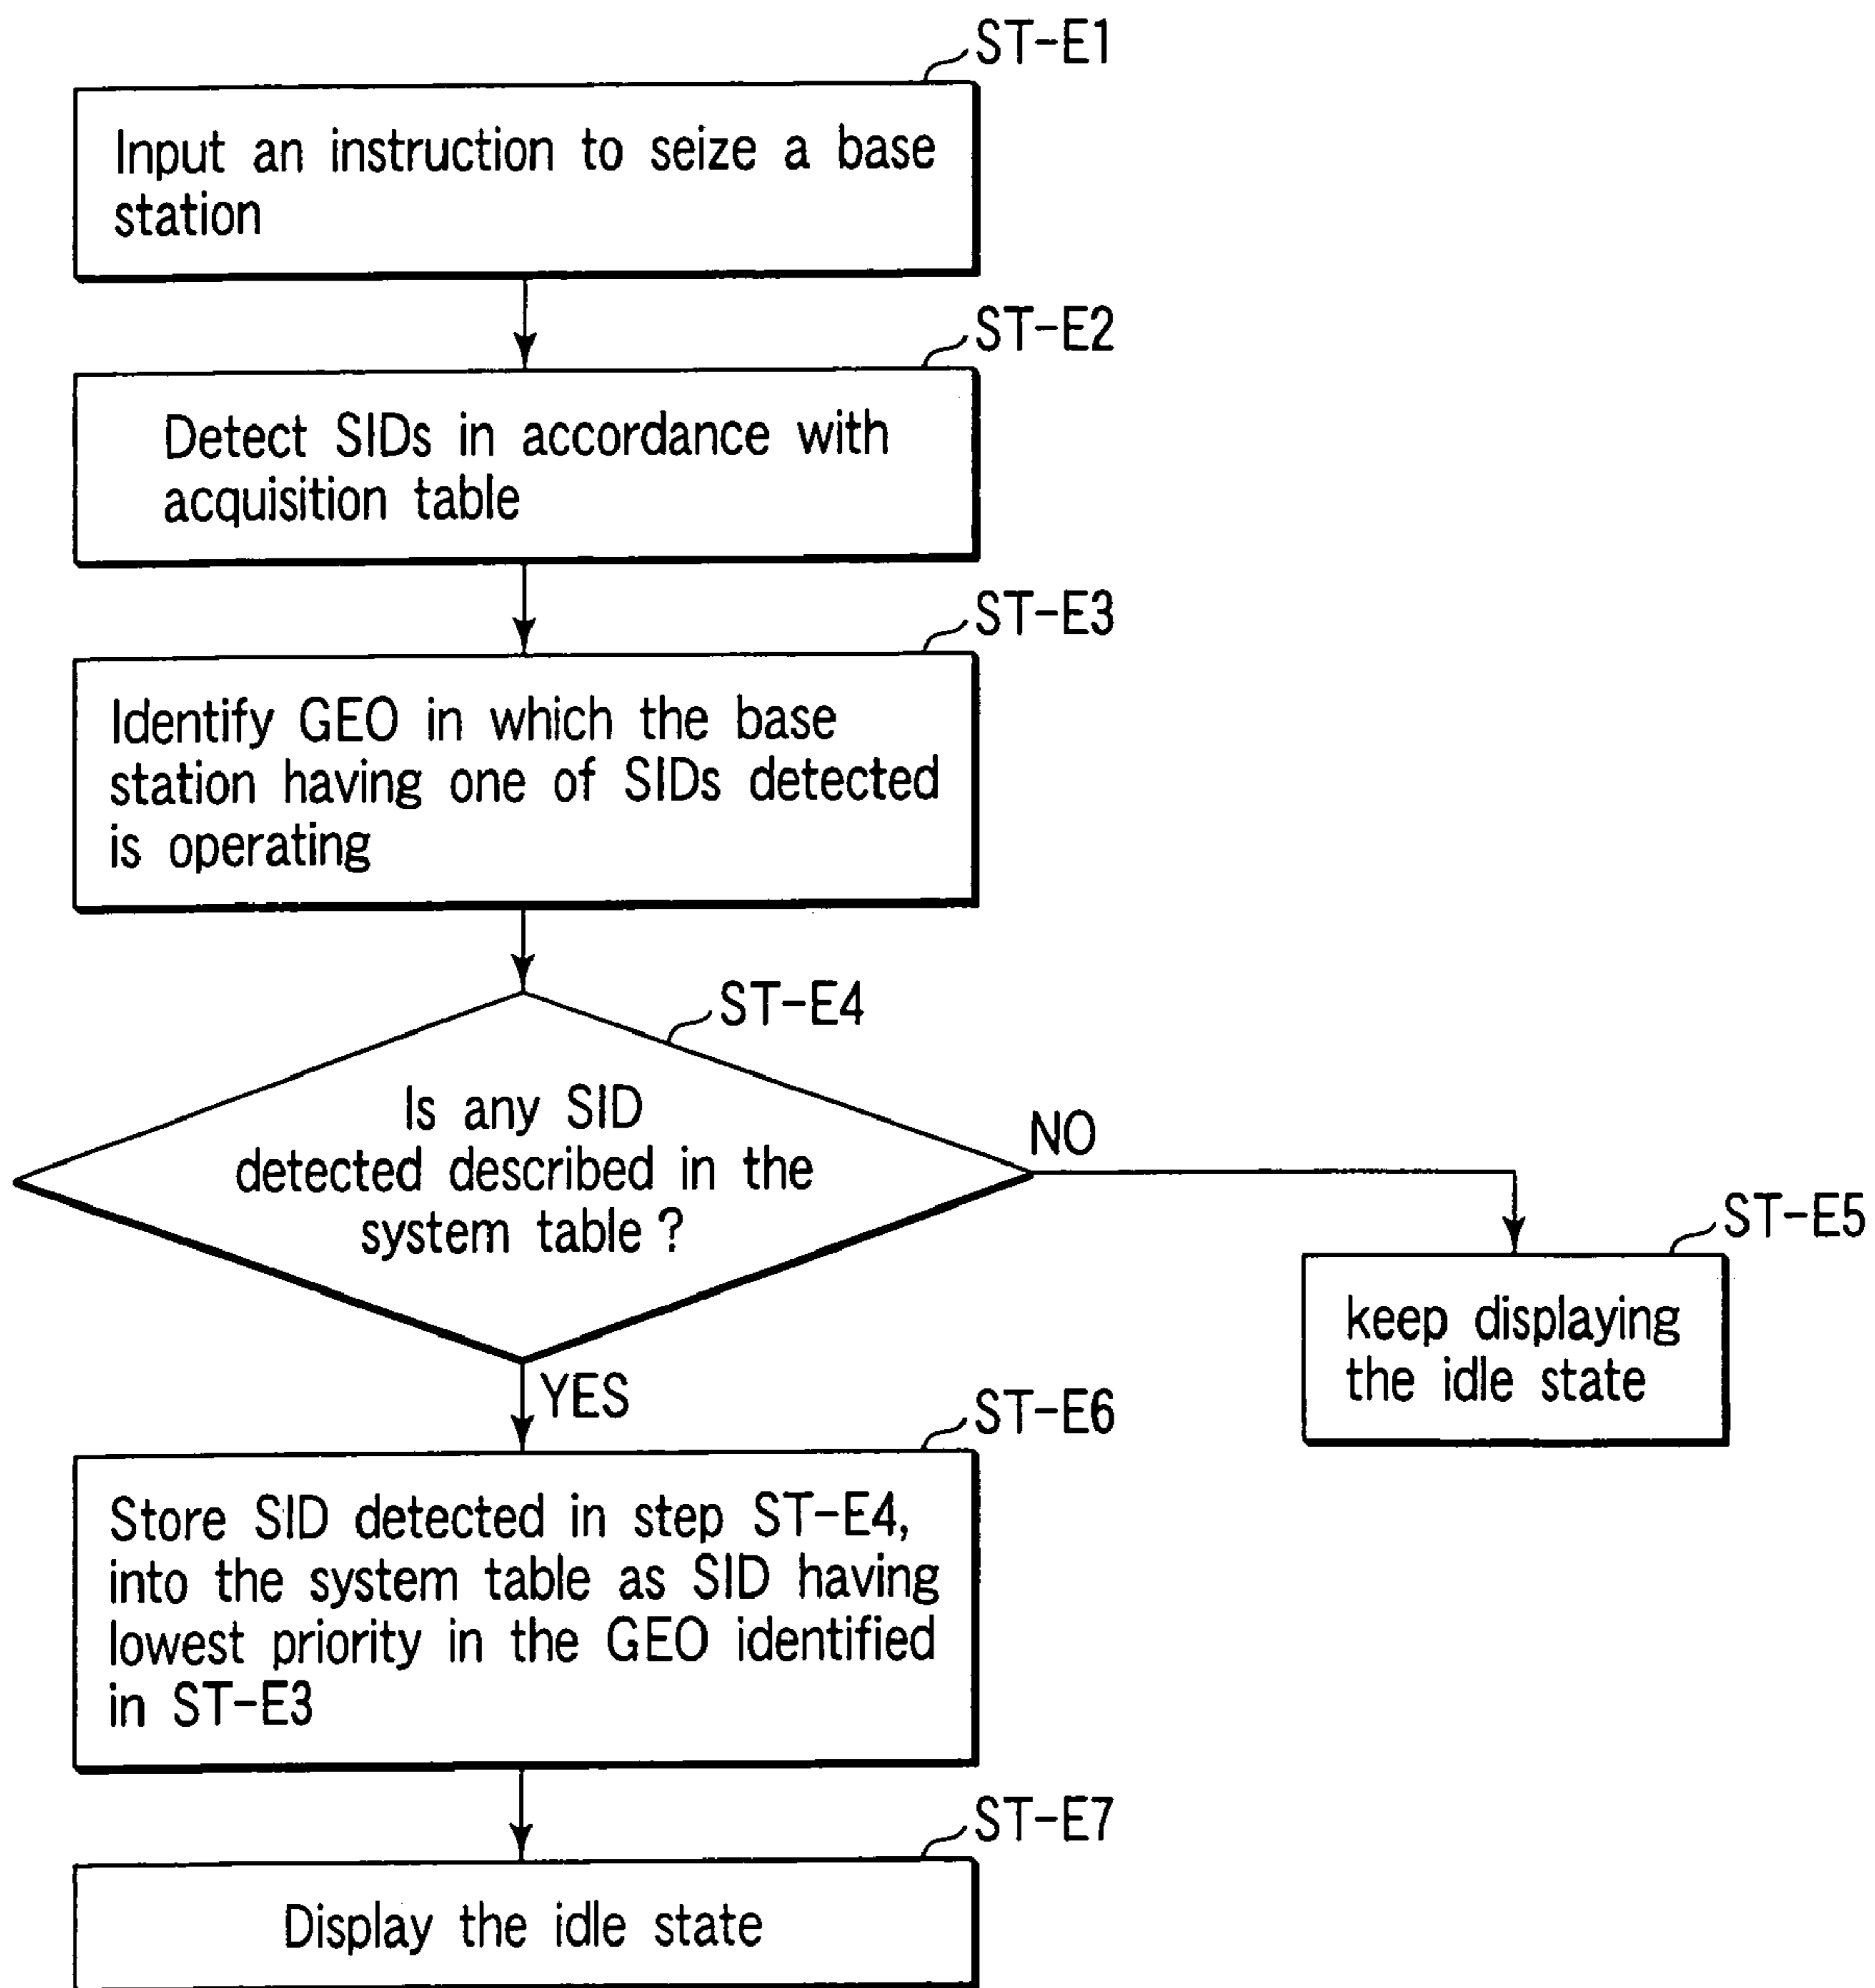 ST-E1
Input an instruction to seize a base
station
ST-E2
Detect SIDs in accordance with
acquisition table
ST-E3
Identify GEO in which the base
station having one of SIDs detected
is operating
ST-E4
Is any SID
detected described in the
system table ?
NO
ST-E5
keep displaying
the idle state
YES
ST-E6
Store SID detected in step ST-E4,
into the system table as SID having
lowest priority in the GEO identified
in ST-E3
ST-E7
Display the idle state